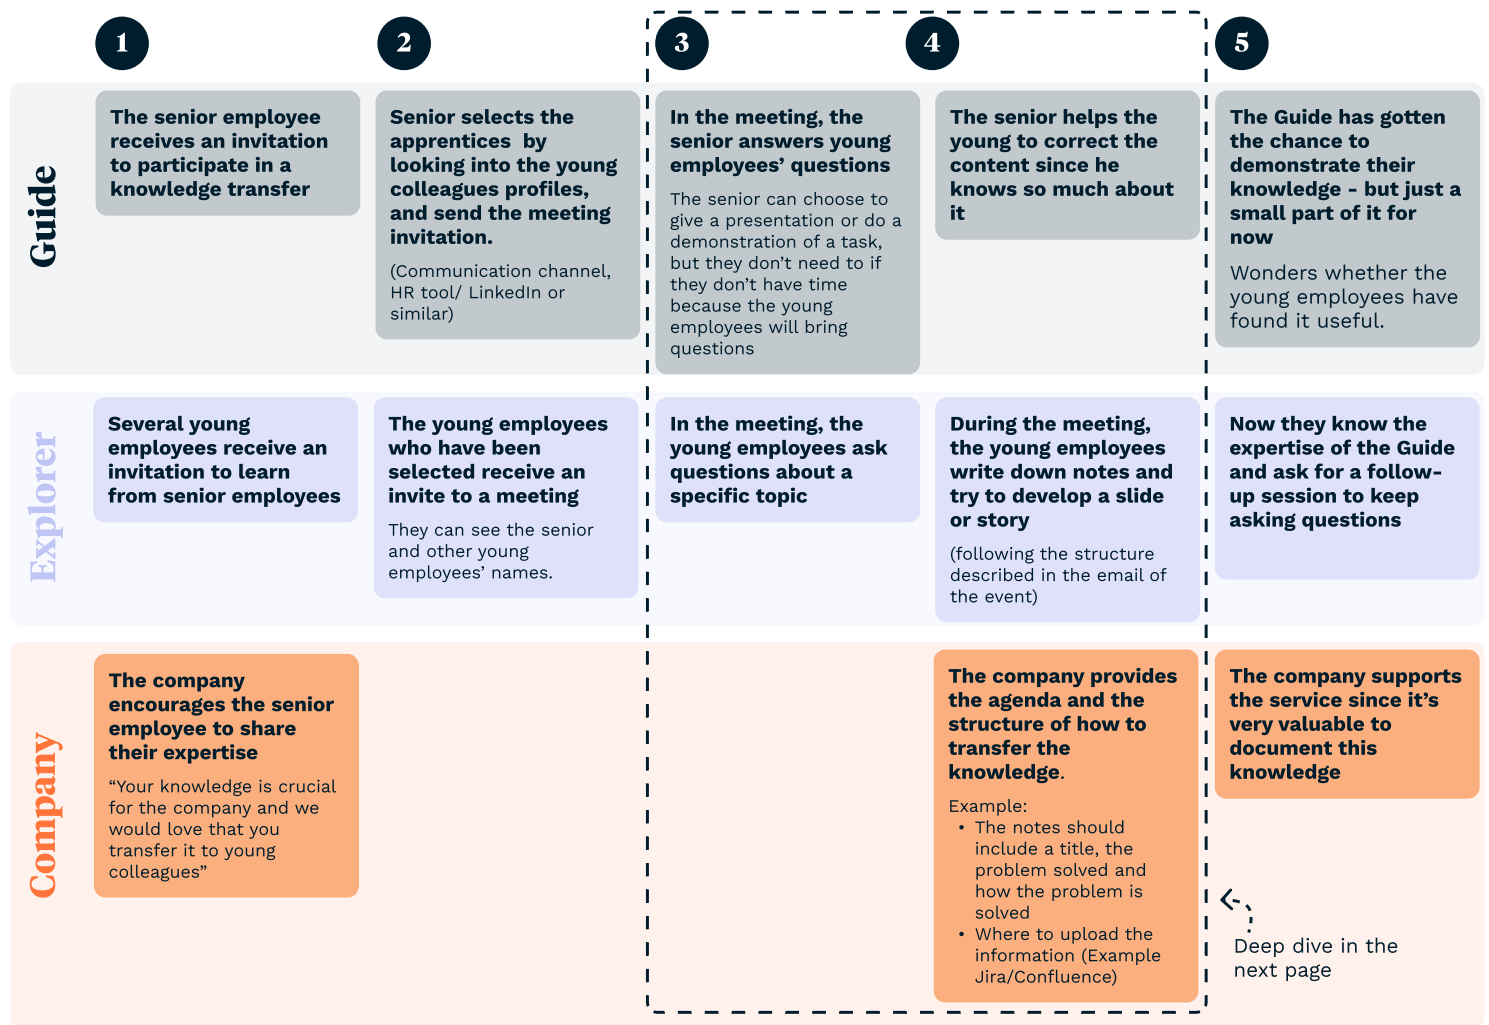 1
2
3
4
5
Guide
The senior employee
receives an invitation
to participate in a
knowledge transfer
Senior selects the
apprentices by
looking into the young
colleagues profiles,
and send the meeting
invitation.
(Communication channel,
HR tool/ LinkedIn or
similar)
In the meeting, the
senior answers young
employees’ questions
The senior can choose to
give a presentation or do a
demonstration of a task,
but they don’t need to if
they don’t have time
because the young
employees will bring
questions
The senior helps the
young to correct the
content since he
knows so much about
it
The Guide has gotten
the chance to
demonstrate their
knowledge - but just a
small part of it for
now
Wonders whether the
young employees have
found it useful.
Explorer
Several young
employees receive an
invitation to learn
from senior employees
The young employees
who have been
selected receive an
invite to a meeting
They can see the senior
and other young
employees’ names.
In the meeting, the
young employees ask
questions about a
specific topic
During the meeting,
the young employees
write down notes and
try to develop a slide
or story
(following the structure
described in the email of
the event)
Now they know the
expertise of the Guide
and ask for a follow-
up session to keep
asking questions
Company
The company
encourages the senior
employee to share
their expertise
“Your knowledge is crucial
for the company and we
would love that you
transfer it to young
colleagues”
The company provides
the agenda and the
structure of how to
transfer the
knowledge.
Example:
• The notes should
include a title, the
problem solved and
how the problem is
solved
• Where to upload the
information (Example
Jira/Confluence)
The company supports
the service since it’s
very valuable to
document this
knowledge
Deep dive in the
next page